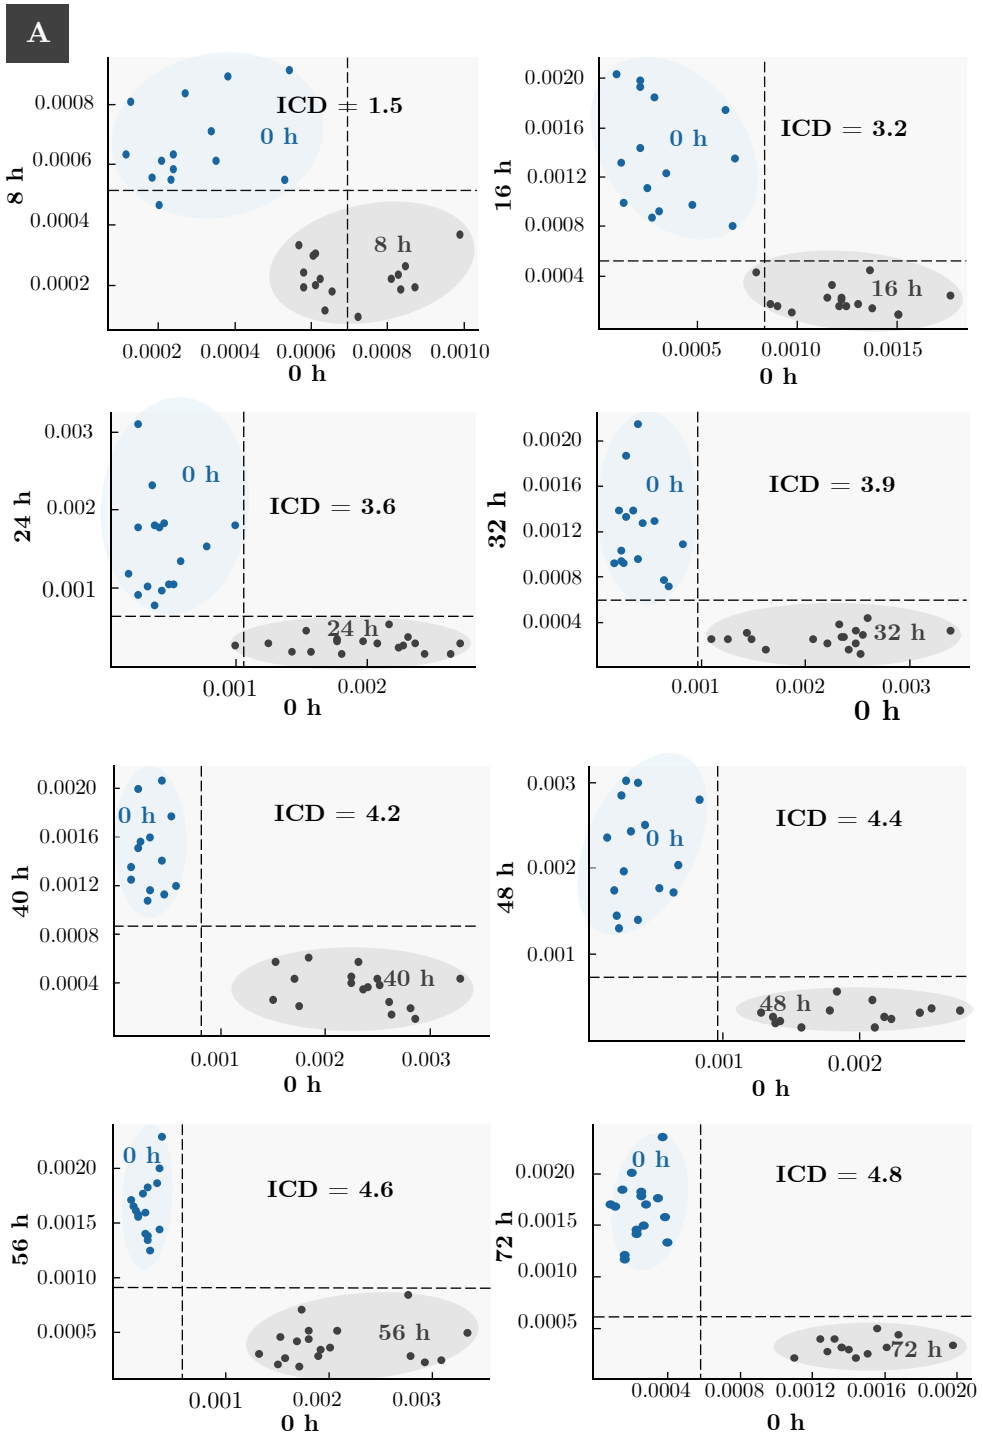 A
0.0008
0.0006
0.0004
0.0002
8 h
ICD = 1.5
0 h
8 h
0.0002 0.0004 0.0006 0.0008 0.0010
0 h
0.0020
0.0016
0.0012
0.0008
0.0004
16 h
ICD = 3.2
0 h
16 h
0.0005 0.0010 0.0015
0 h
0.003
0.002
0.001
24 h
0 h
ICD = 3.6
24 h
0.001 0.002
0 h
0.0020
0.0016
0.0012
0.0008
0.0004
32 h
0 h
ICD = 3.9
32 h
0.001 0.002 0.003
0 h
0.0020
0.0016
0.0012
0.0008
0.0004
40 h
0 h
ICD = 4.2
40 h
0.001 0.002 0.003
0 h
0.003
0.002
0.001
48 h
0 h
ICD = 4.4
48 h
0.001 0.002
0 h
0.0020
0.0015
0.0010
0.0005
56 h
0 h
ICD = 4.6
56 h
0.001 0.002 0.003
0 h
0.0020
0.0015
0.0010
0.0005
72 h
0 h
ICD = 4.8
72 h
0.0004 0.0008 0.0012 0.0016 0.0020
0 h